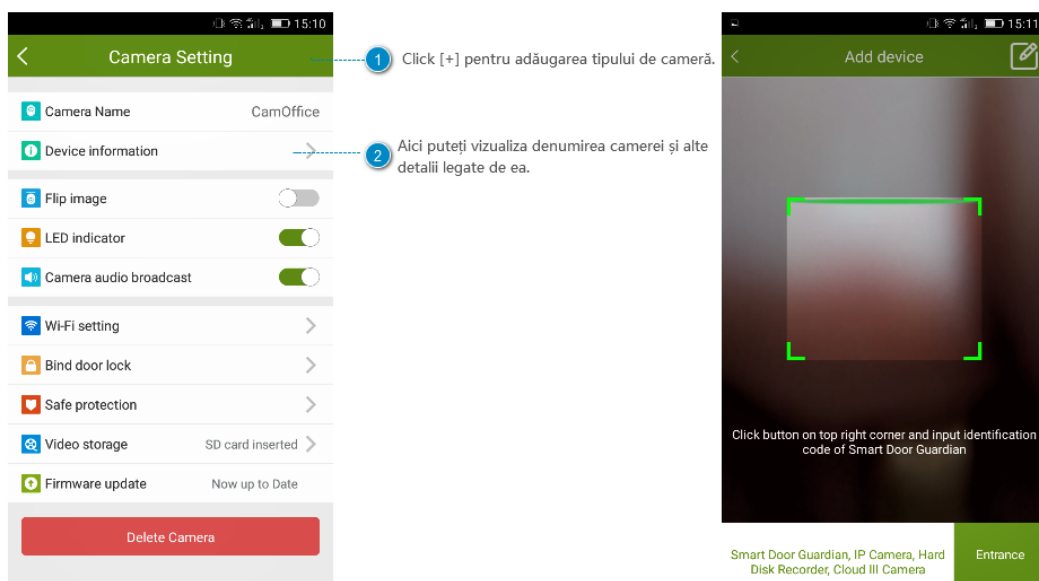 15:10
Camera Setting
Camera Name CamOffice
Device information
Flip image
LED indicator
Camera audio broadcast
Wi-Fi setting
Bind door lock
Safe protection
Video storage SD card inserted
Firmware update Now up to Date
Delete Camera
1 Click [+] pentru adăugarea tipului de cameră.
2 Aici puteți vizualiza denumirea camerei și alte
detalii legate de ea.
15:11
Add device
Click button on top right corner and input identification
code of Smart Door Guardian
Smart Door Guardian, IP Camera, Hard
Disk Recorder, Cloud III Camera
Entrance